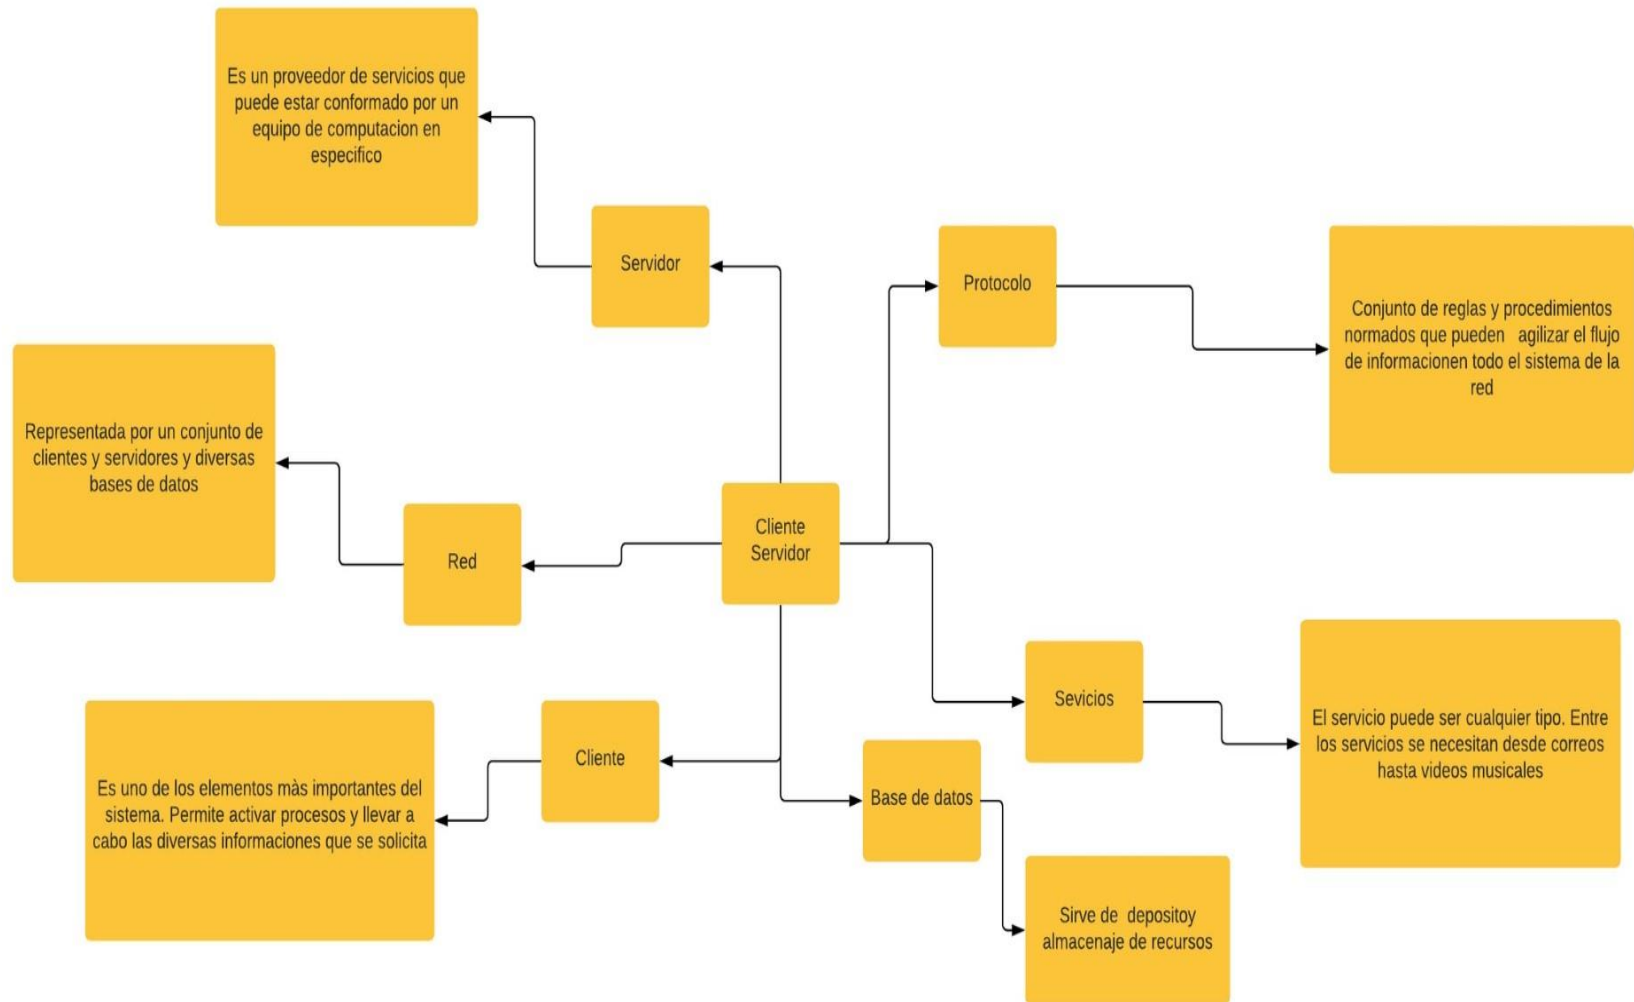 Es un proveedor de servicios que
puede estar conformado por un
equipo de computacion en
especifico
Servidor
Protocolo
Conjunto de reglas y procedimientos
normados que pueden agilizar el flujo
de informacionen todo el sistema de la
red
Representada por un conjunto de
clientes y servidores y diversas
bases de datos
Red
Cliente
Servidor
Sevicios
El servicio puede ser cualquier tipo. Entre
los servicios se necesitan desde correos
hasta videos musicales
Cliente
Es uno de los elementos màs importantes del
sistema. Permite activar procesos y llevar a
cabo las diversas informaciones que se solicita
Base de datos
Sirve de depositoy
almacenaje de recursos